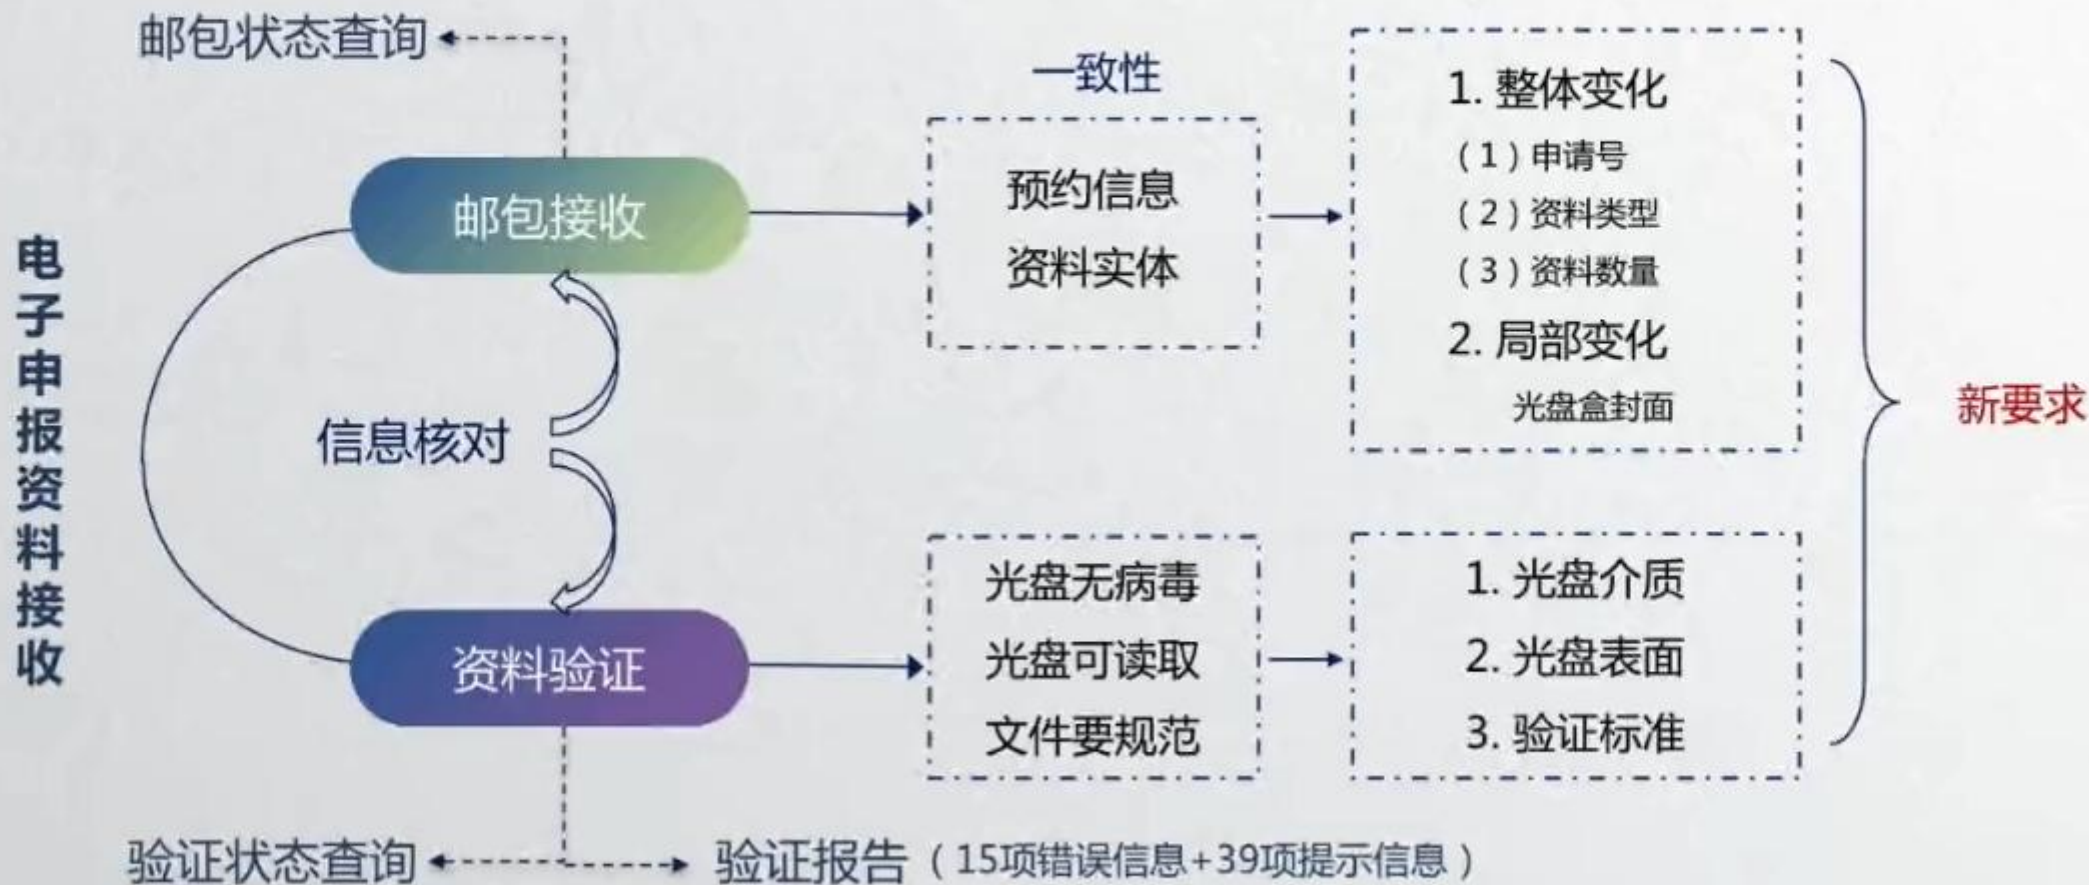 电子申报资料接收
邮包状态查询
邮包接收
信息核对
资料验证
验证状态查询
验证报告（15项错误信息+39项提示信息）
一致性
预约信息
资料实体
1. 整体变化
（1）申请号
（2）资料类型
（3）资料数量
2. 局部变化
光盘盒封面
光盘无病毒
光盘可读取
文件要规范
1. 光盘介质
2. 光盘表面
3. 验证标准
新要求